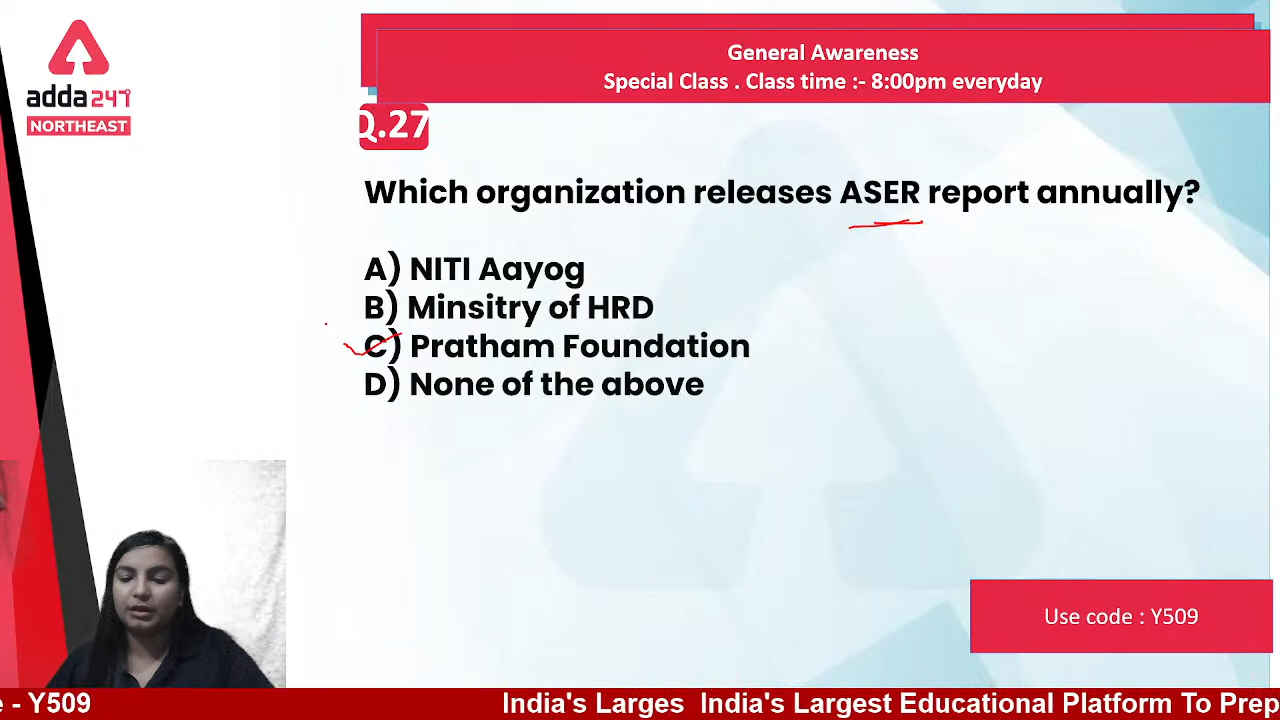 adda247
NORTHEAST
General Awareness
Special Class . Class time :- 8:00pm everyday
Q.27
Which organization releases ASER report annually?
A) NITI Aayog
B) Minsitry of HRD
C) Pratham Foundation
D) None of the above
Use code : Y509
e - Y509
India's Larges India's Largest Educational Platform To Prep